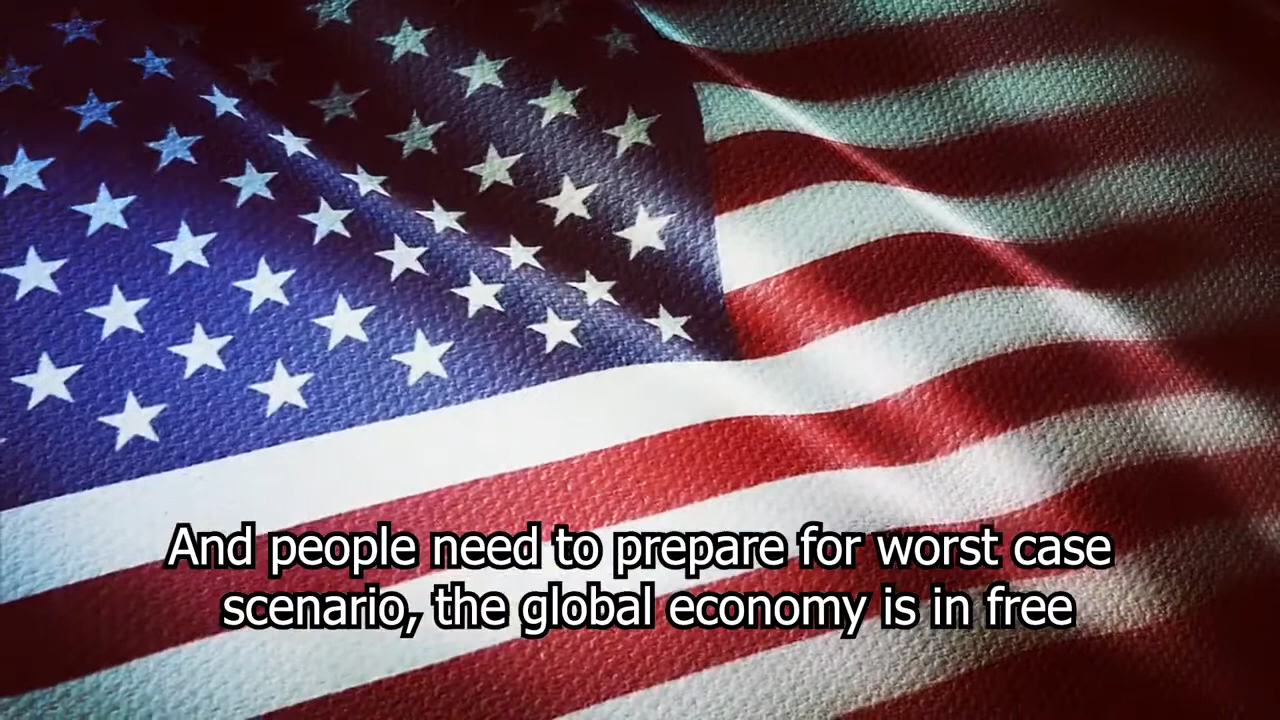 And people need to prepare for worst case
scenario, the global economy is in free